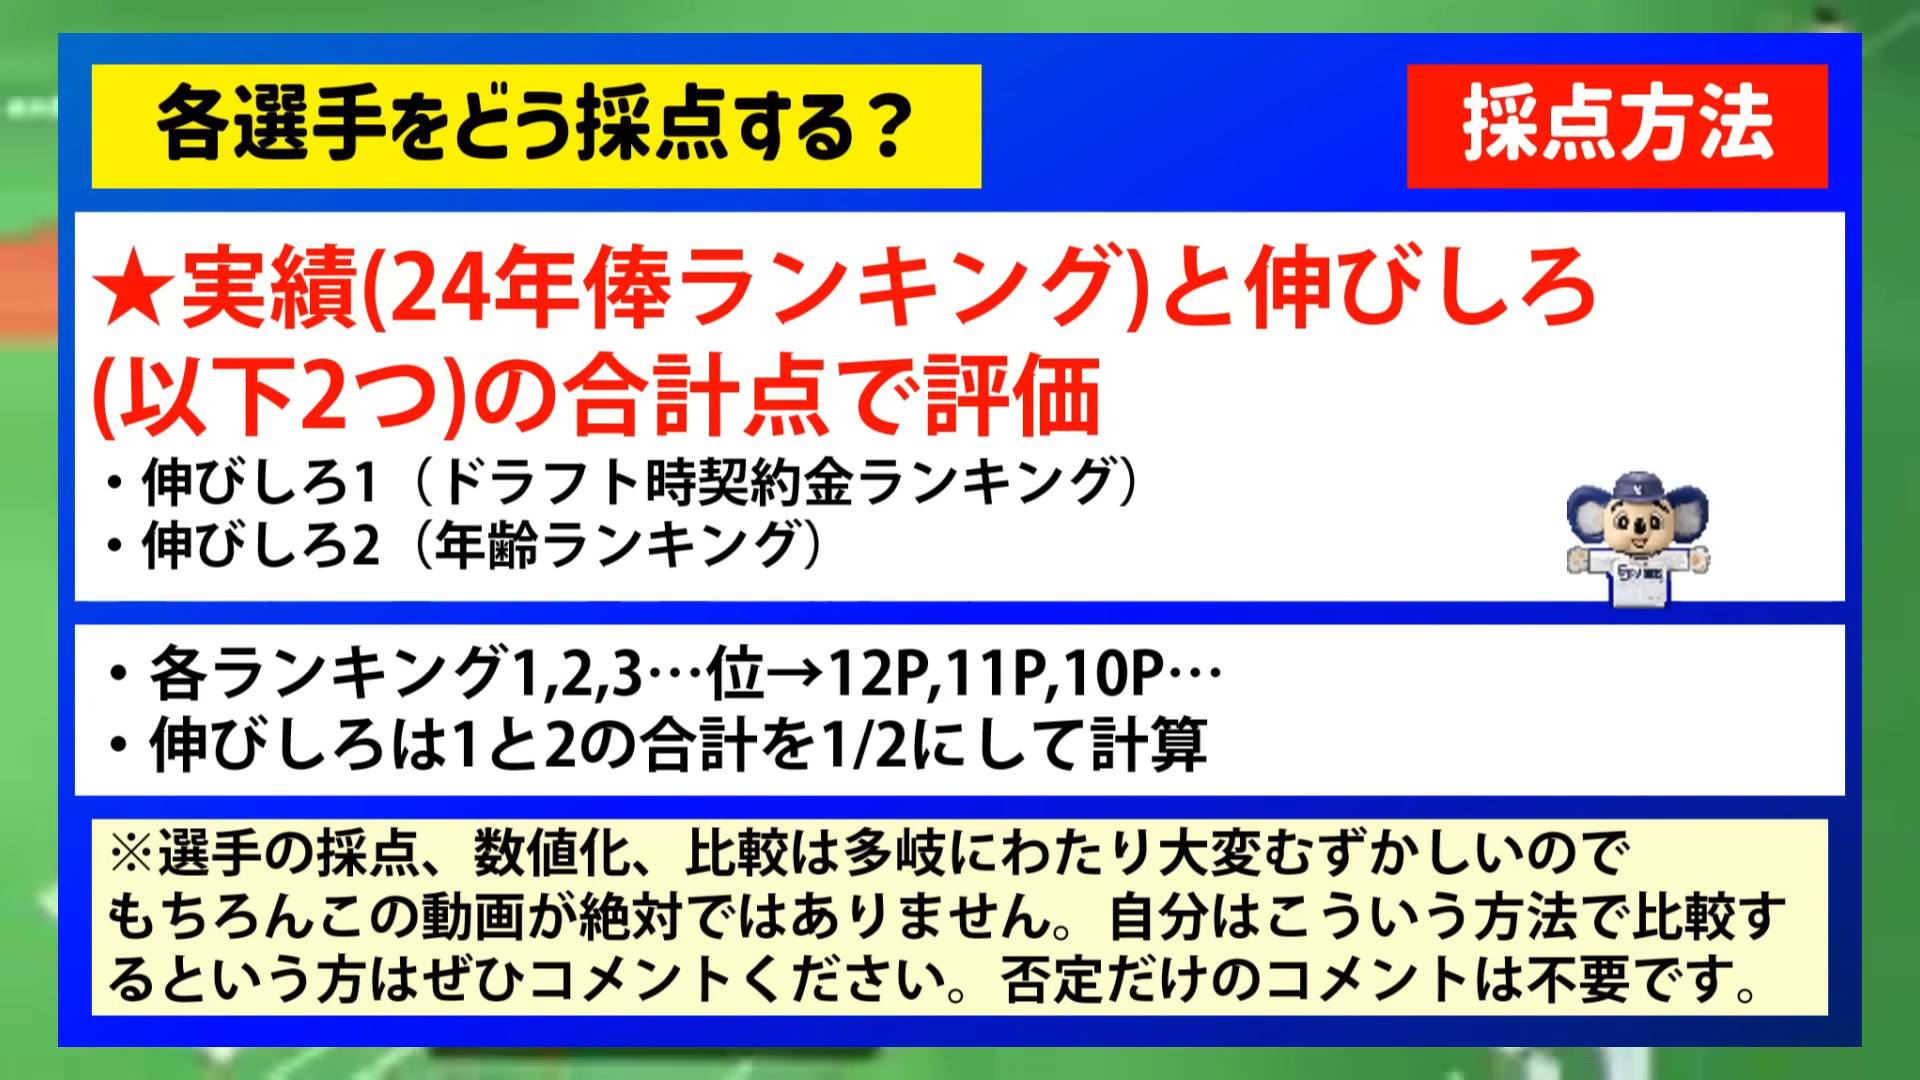 各選手をどう採点する？
採点方法
★実績(24年俸ランキング)と伸びしろ
(以下2つ)の合計点で評価
・伸びしろ1（ドラフト時契約金ランキング）
・伸びしろ2（年齢ランキング）
・各ランキング1,2,3…位→12P,11P,10P…
・伸びしろは1と2の合計を1/2にして計算
※選手の採点、数値化、比較は多岐にわたり大変むずかしいので
もちろんこの動画が絶対ではありません。自分はこういう方法で比較す
るという方はぜひコメントください。否定だけのコメントは不要です。